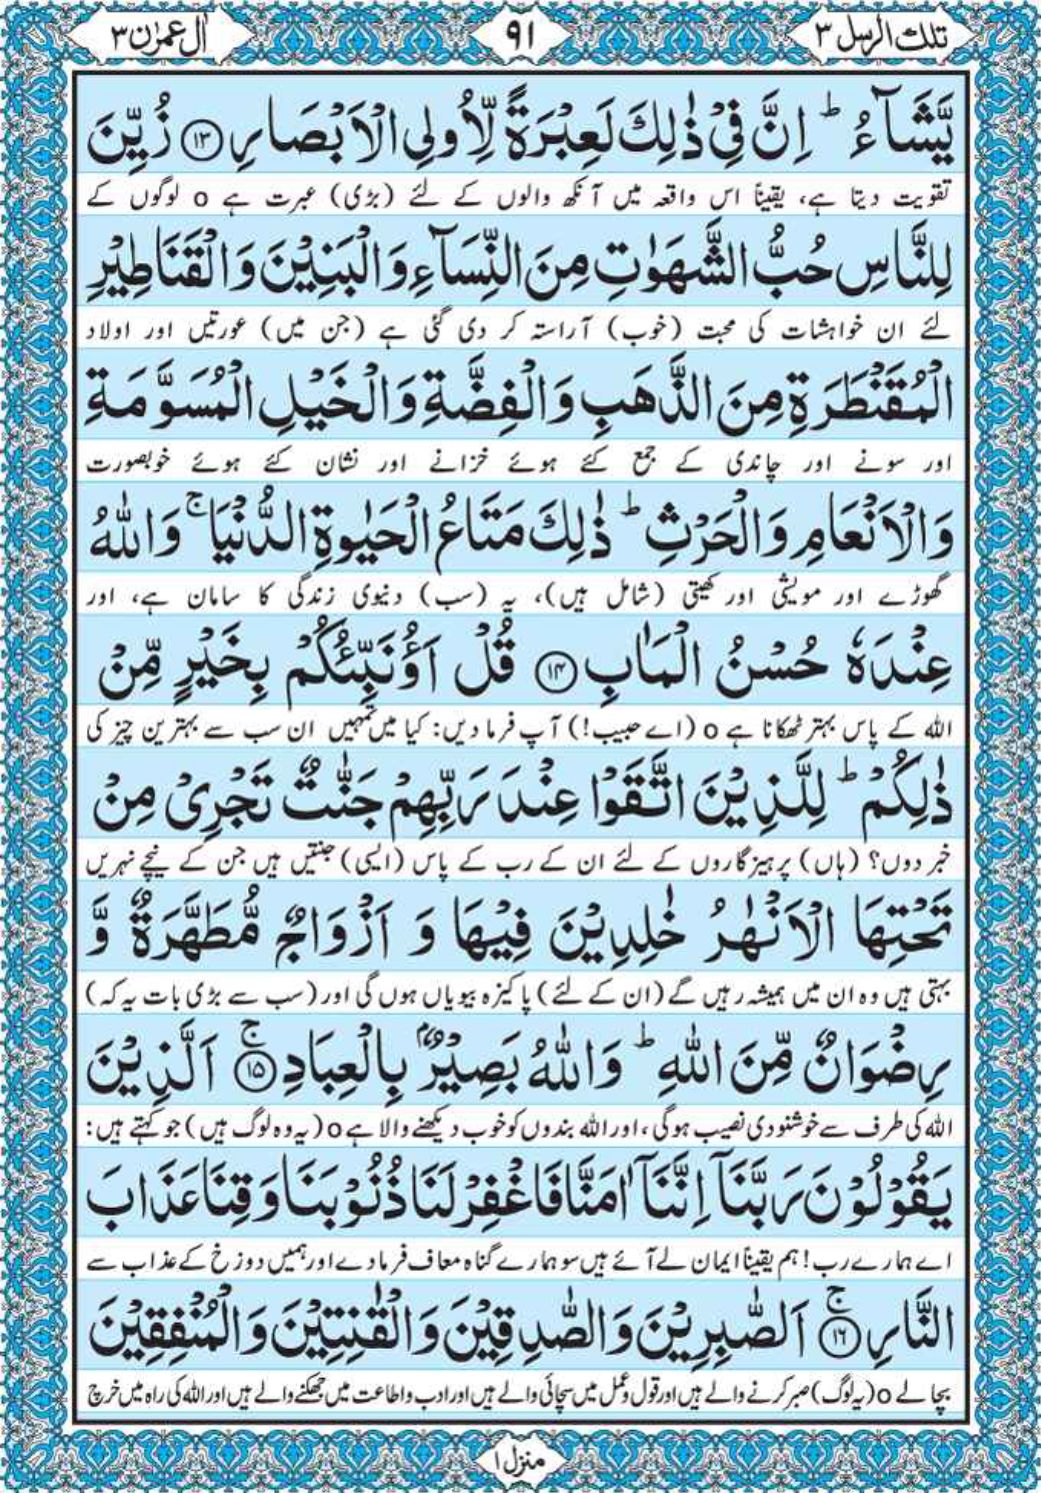 تلك الرسل ٣
٩١
اٰل عمرٰن ٣
يَّشَآءُ ؕ اِنَّ فِيْ ذٰلِكَ لَعِبْرَةً لِّاُولِي الْاَبْصَارِ ﴿١٣﴾ زُيِّنَ
تقویت دیتا ہے، یقیناً اس واقعہ میں آنکھ والوں کے لئے (بڑی) عبرت ہے o لوگوں کے
لِلنَّاسِ حُبُّ الشَّهَوٰتِ مِنَ النِّسَآءِ وَالْبَنِيْنَ وَالْقَنَاطِيْرِ
لئے ان خواہشات کی محبت (خوب) آراستہ کر دی گئی ہے (جن میں) عورتیں اور اولاد
الْمُقَنْطَرَةِ مِنَ الذَّهَبِ وَالْفِضَّةِ وَالْخَيْلِ الْمُسَوَّمَةِ
اور سونے اور چاندی کے جمع کئے ہوئے خزانے اور نشان کئے ہوئے خوبصورت
وَالْاَنْعَامِ وَالْحَرْثِ ؕ ذٰلِكَ مَتَاعُ الْحَيٰوةِ الدُّنْيَا ۚ وَاللّٰهُ
گھوڑے اور مویشی اور کھیتی (شامل ہیں)، یہ (سب) دنیوی زندگی کا سامان ہے، اور
عِنْدَهٗ حُسْنُ الْمَاٰبِ ﴿١٤﴾ قُلْ اَؤُنَبِّئُكُمْ بِخَيْرٍ مِّنْ
اللہ کے پاس بہتر ٹھکانا ہے o (اے حبیب!) آپ فرما دیں: کیا میں تمہیں ان سب سے بہترین چیز کی
ذٰلِكُمْ ؕ لِلَّذِيْنَ اتَّقَوْا عِنْدَ رَبِّهِمْ جَنّٰتٌ تَجْرِيْ مِنْ
خبر دوں؟ (ہاں) پرہیزگاروں کے لئے ان کے رب کے پاس (ایسی) جنتیں ہیں جن کے نیچے نہریں
تَحْتِهَا الْاَنْهٰرُ خٰلِدِيْنَ فِيْهَا وَ اَزْوَاجٌ مُّطَهَّرَةٌ وَّ
بہتی ہیں وہ ان میں ہمیشہ رہیں گے (ان کے لئے) پاکیزہ بیویاں ہوں گی اور (سب سے بڑی بات یہ کہ)
رِضْوَانٌ مِّنَ اللّٰهِ ؕ وَاللّٰهُ بَصِيْرٌۢ بِالْعِبَادِ ﴿١٥﴾ۚ اَلَّذِيْنَ
اللہ کی طرف سے خوشنودی نصیب ہوگی، اور اللہ بندوں کو خوب دیکھنے والا ہے o (یہ وہ لوگ ہیں) جو کہتے ہیں:
يَقُوْلُوْنَ رَبَّنَآ اِنَّنَآ اٰمَنَّا فَاغْفِرْ لَنَا ذُنُوْبَنَا وَقِنَا عَذَابَ
اے ہمارے رب! ہم یقیناً ایمان لے آئے ہیں سو ہمارے گناہ معاف فرما دے اور ہمیں دوزخ کے عذاب سے
النَّارِ ﴿١٦﴾ۚ اَلصّٰبِرِيْنَ وَالصّٰدِقِيْنَ وَالْقٰنِتِيْنَ وَالْمُنْفِقِيْنَ
بچا لے o (یہ لوگ) صبر کرنے والے ہیں اور قول و عمل میں سچائی والے ہیں اور ادب و اطاعت میں جھکنے والے ہیں اور اللہ کی راہ میں خرچ
منزل ١